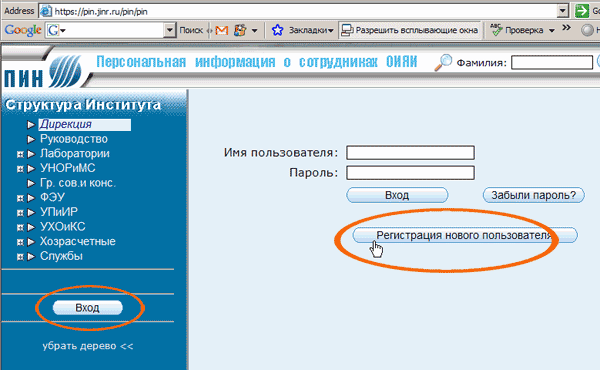 Address https://pin.jinr.ru/pin/pin Go
Google G Поиск Закладки Разрешить всплывающие окна ABC Проверка »
ПИН Персональная информация о сотрудниках ОИЯИ Фамилия:
Структура Института
Дирекция
Руководство
Лаборатории
УНОРиМС
Гр. сов.и конс.
ФЭУ
УПиИР
УХОиКС
Хозрасчетные
Службы
Вход
убрать дерево <<
Имя пользователя:
Пароль:
Вход Забыли пароль?
Регистрация нового пользователя